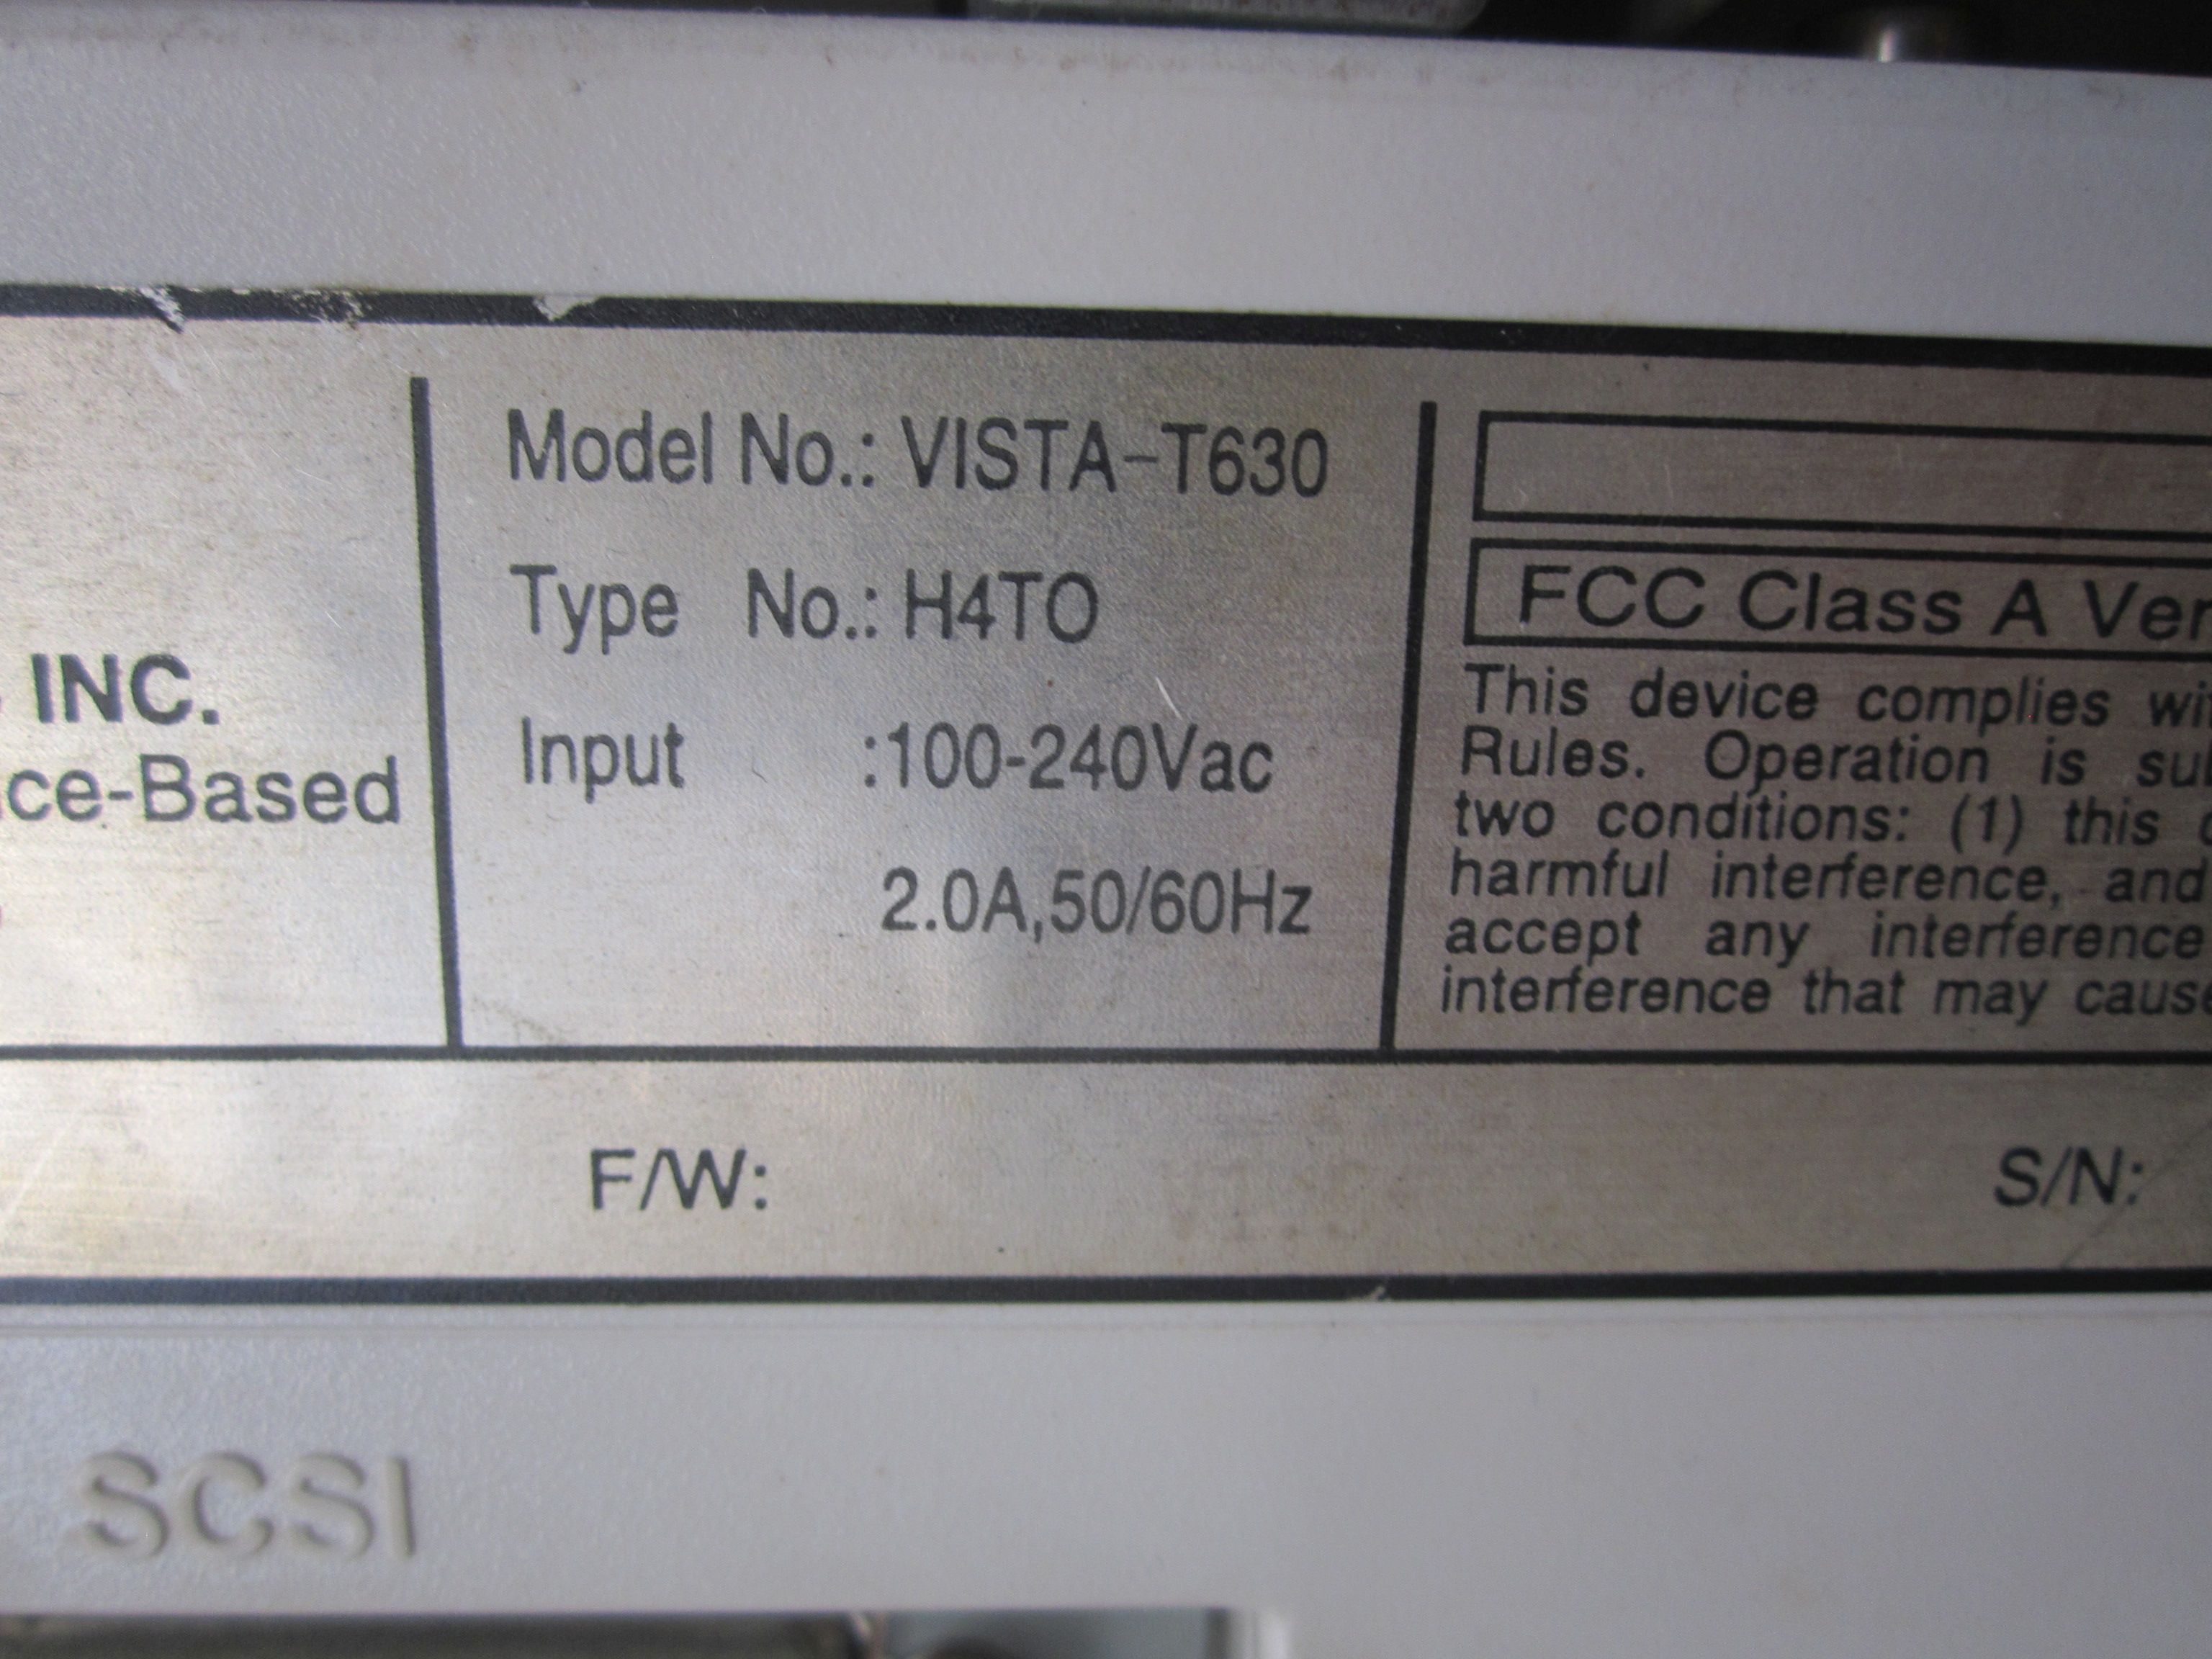 INC.
ce-Based
Model No.: VISTA-T630
Type No.: H4TO
Input :100-240Vac
2.0A,50/60Hz
FCC Class A Ver
This device complies wi
Rules. Operation is su
two conditions: (1) this
harmful interference, and
accept any interference
interference that may cause
F/W:
S/N:
SCSI